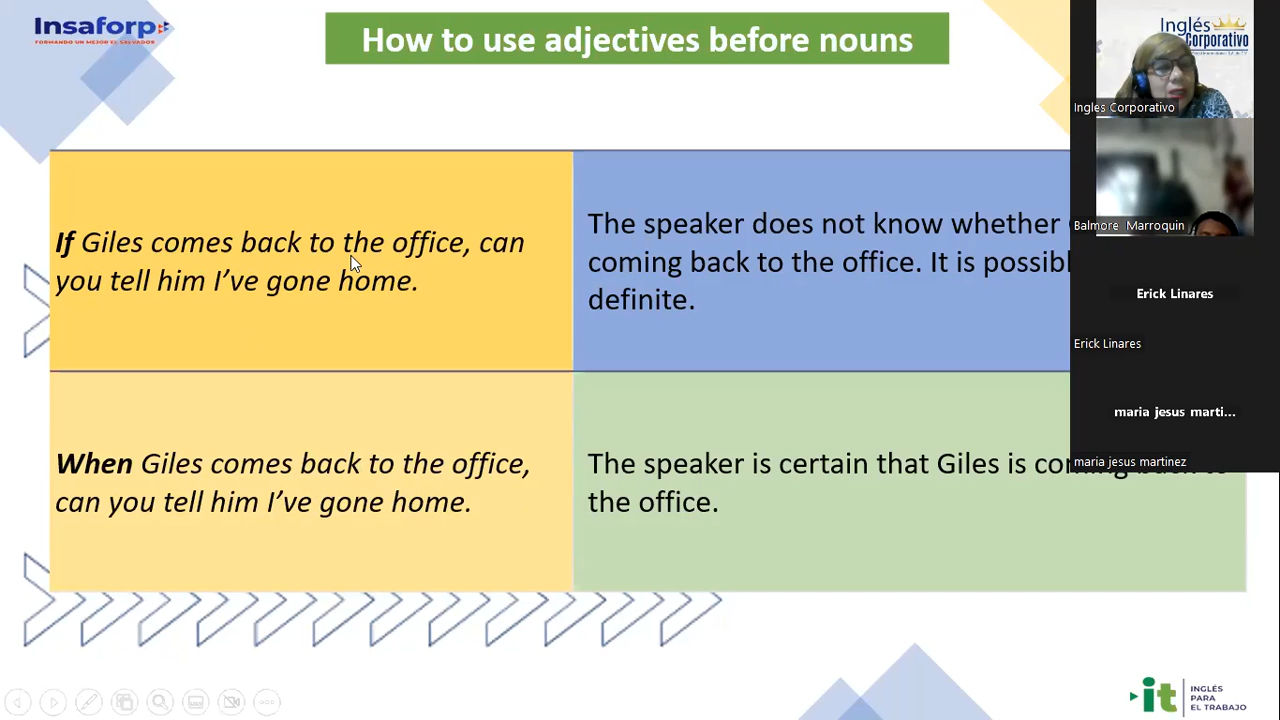 Insaforp
FORMANDO UN MEJOR EL SALVADOR
How to use adjectives before nouns
If Giles comes back to the office, can
you tell him I’ve gone home.
The speaker does not know whether
coming back to the office. It is
definite.
When Giles comes back to the office,
can you tell him I’ve gone home.
The speaker is certain that Giles is
the office.
Inglés
Corporativo
Ingles Corporativo
Balmore Marroquin
Erick Linares
Erick Linares
maria jesus marti...
maria jesus martinez
it
INGLÉS
PARA
EL TRABAJO